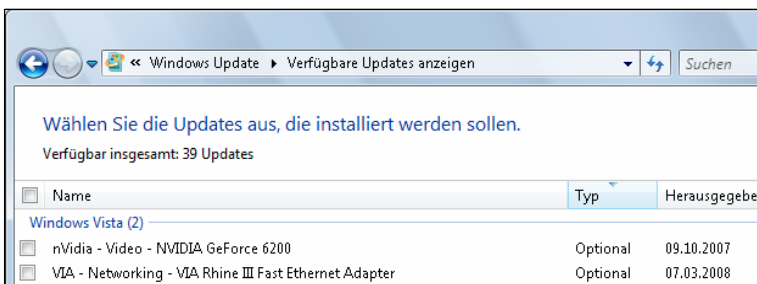 « Windows Update ▸ Verfügbare Updates anzeigen Suchen
Wählen Sie die Updates aus, die installiert werden sollen.
Verfügbar insgesamt: 39 Updates
Name Typ Herausgegebe
Windows Vista (2)
nVidia - Video - NVIDIA GeForce 6200 Optional 09.10.2007
VIA - Networking - VIA Rhine III Fast Ethernet Adapter Optional 07.03.2008